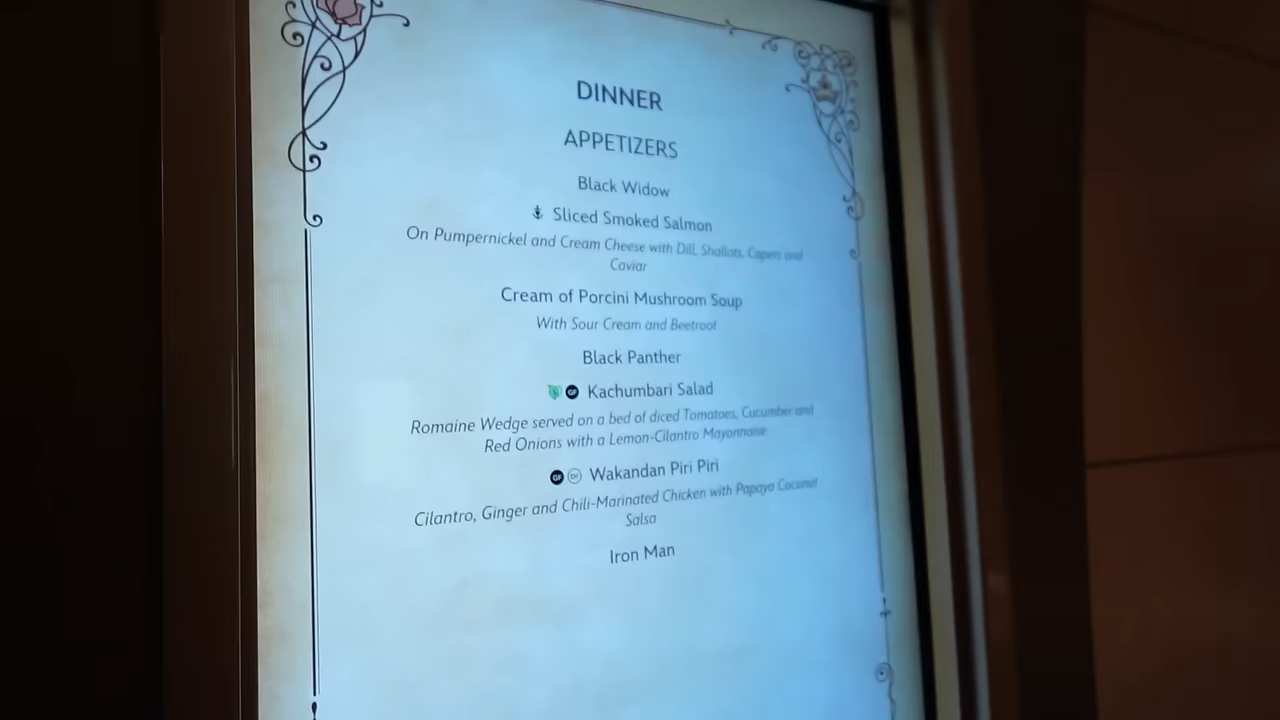 DINNER
APPETIZERS
Black Widow
Sliced Smoked Salmon
On Pumpernickel and Cream Cheese with Dill, Shallots, Capers and
Caviar
Cream of Porcini Mushroom Soup
With Sour Cream and Beetroot
Black Panther
GF Kachumbari Salad
Romaine Wedge served on a bed of diced Tomatoes, Cucumber and
Red Onions with a Lemon-Cilantro Mayonnaise
GF Wakandan Piri Piri
Cilantro, Ginger and Chili-Marinated Chicken with Papaya Coconut
Salsa
Iron Man